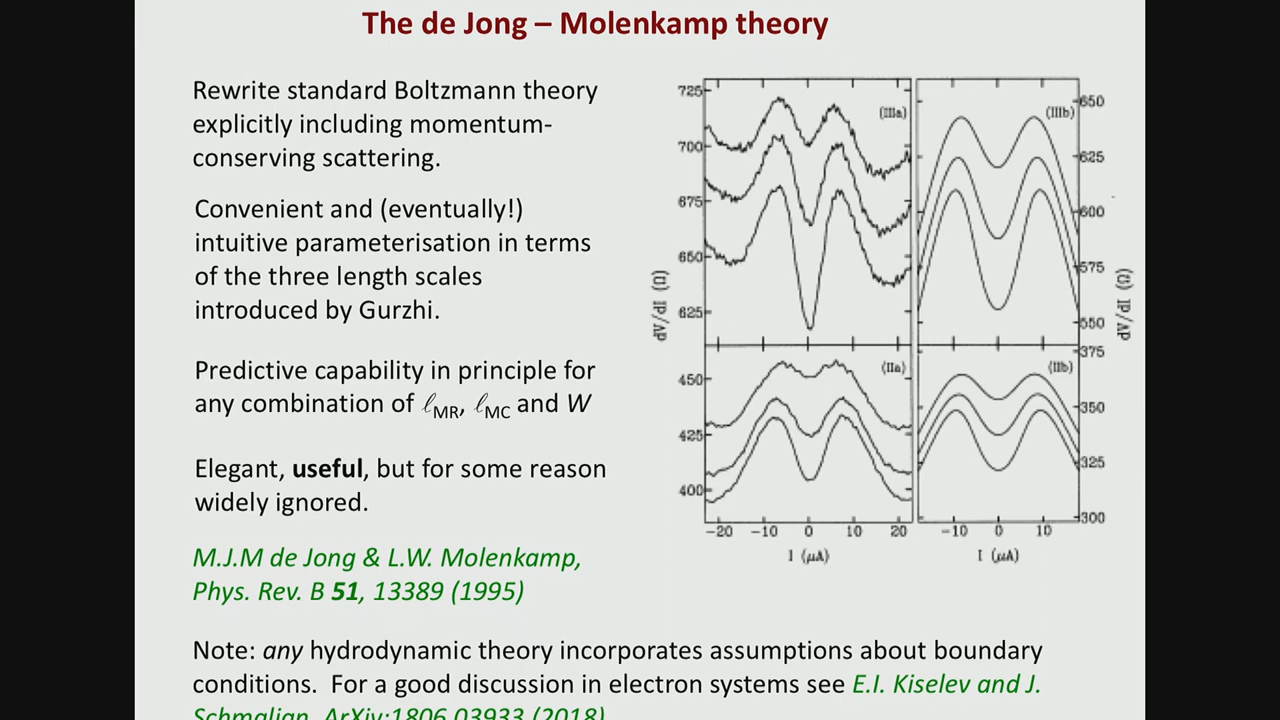 The de Jong – Molenkamp theory
Rewrite standard Boltzmann theory
explicitly including momentum-
conserving scattering.
Convenient and (eventually!)
intuitive parameterisation in terms
of the three length scales
introduced by Gurzhi.
Predictive capability in principle for
any combination of ℓMR, ℓMC and W
Elegant, useful, but for some reason
widely ignored.
M.J.M de Jong & L.W. Molenkamp,
Phys. Rev. B 51, 13389 (1995)
725
700
675
650
625
450
425
400
dV/dI (Ω)
(IIIa)
(IIIb)
(IIa)
(IIb)
650
625
600
575
550
375
350
325
300
dV/dI (Ω)
-20 -10 0 10 20
-10 0 10
I (μA)
I (μA)
Note: any hydrodynamic theory incorporates assumptions about boundary
conditions. For a good discussion in electron systems see E.I. Kiselev and J.
Schmalian, ArXiv:1806.03933 (2018)